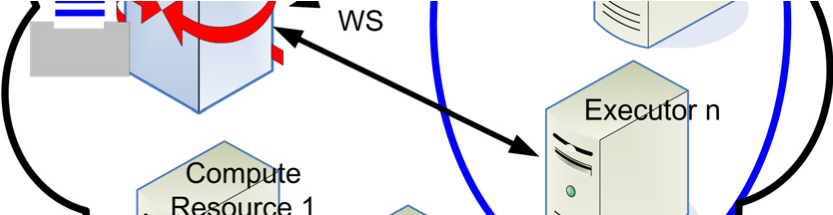 WS
Executor n
Compute
Resource 1